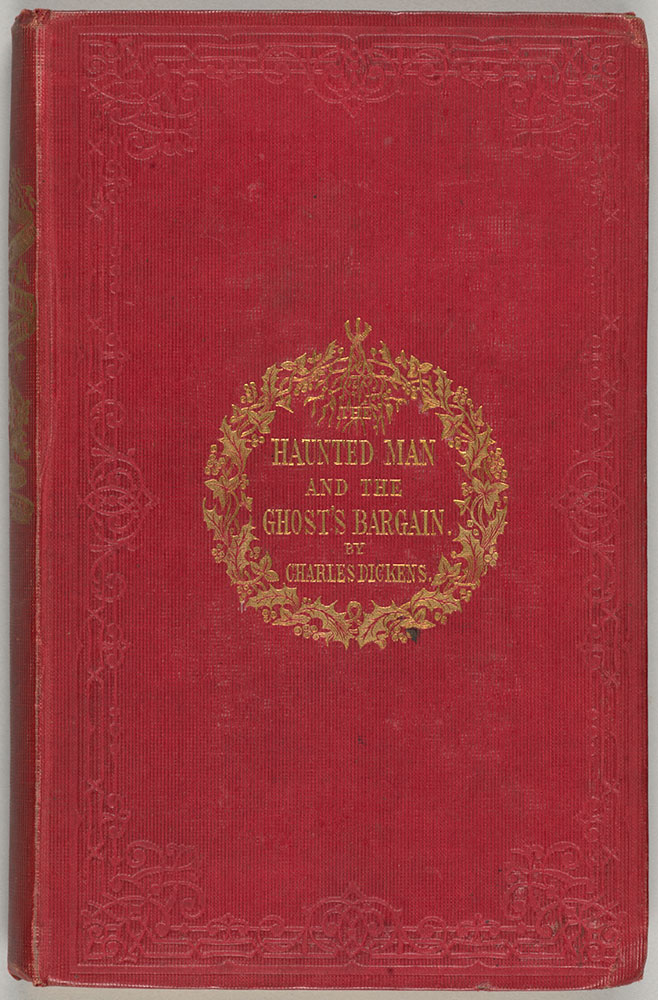 THE
HAUNTED MAN
AND THE
GHOST'S BARGAIN.
BY
CHARLES DICKENS.